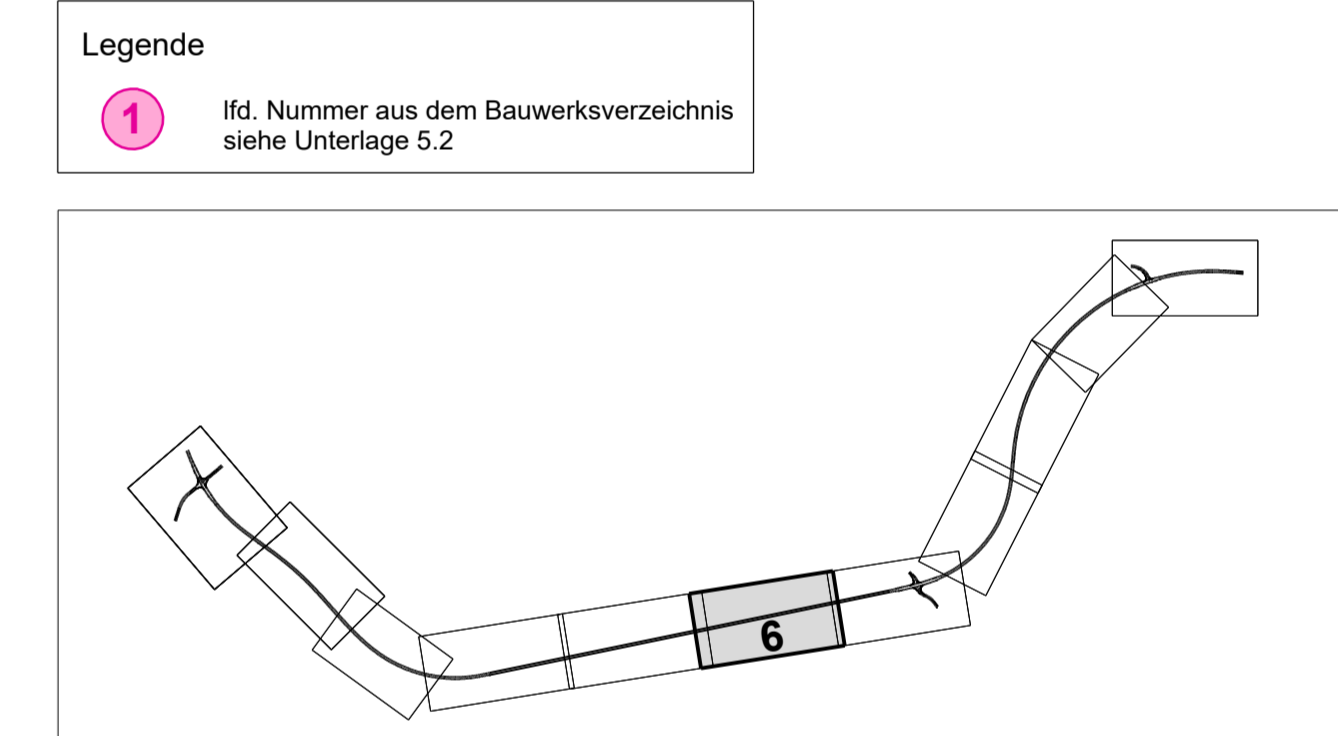 Legende
1
lfd. Nummer aus dem Bauwerksverzeichnis
siehe Unterlage 5.2
6